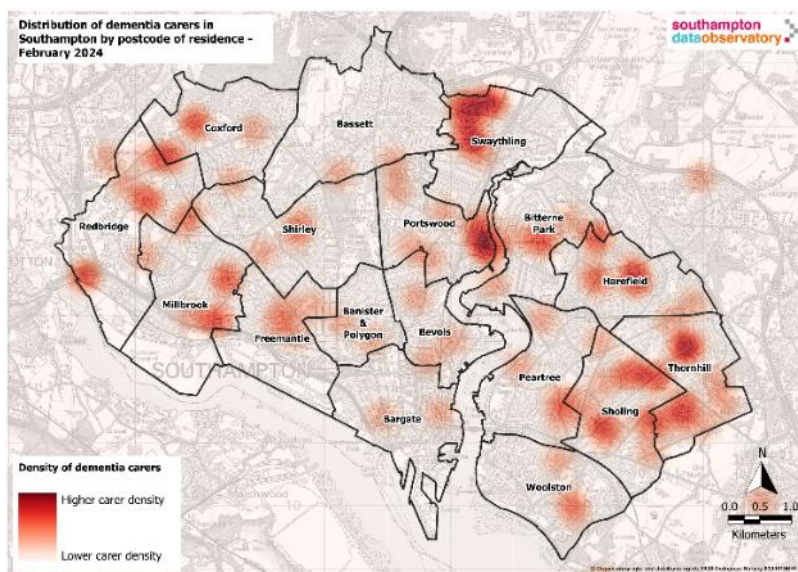 Distribution of dementia carers in
Southampton by postcode of residence -
February 2024
southampton
dataobservatory
Coxford
Bassett
Swaythling
Redbridge
Shirley
Portswood
Bitterne
Park
Harefield
Millbrook
Freemantle
Banister
&
Polygon
Bevois
Peartree
Thornhill
SOUTHAMPTON
Sholing
Bargate
Woolston
Density of dementia carers
Higher carer density
Lower carer density
N
0.0 0.5 1.0
Kilometers